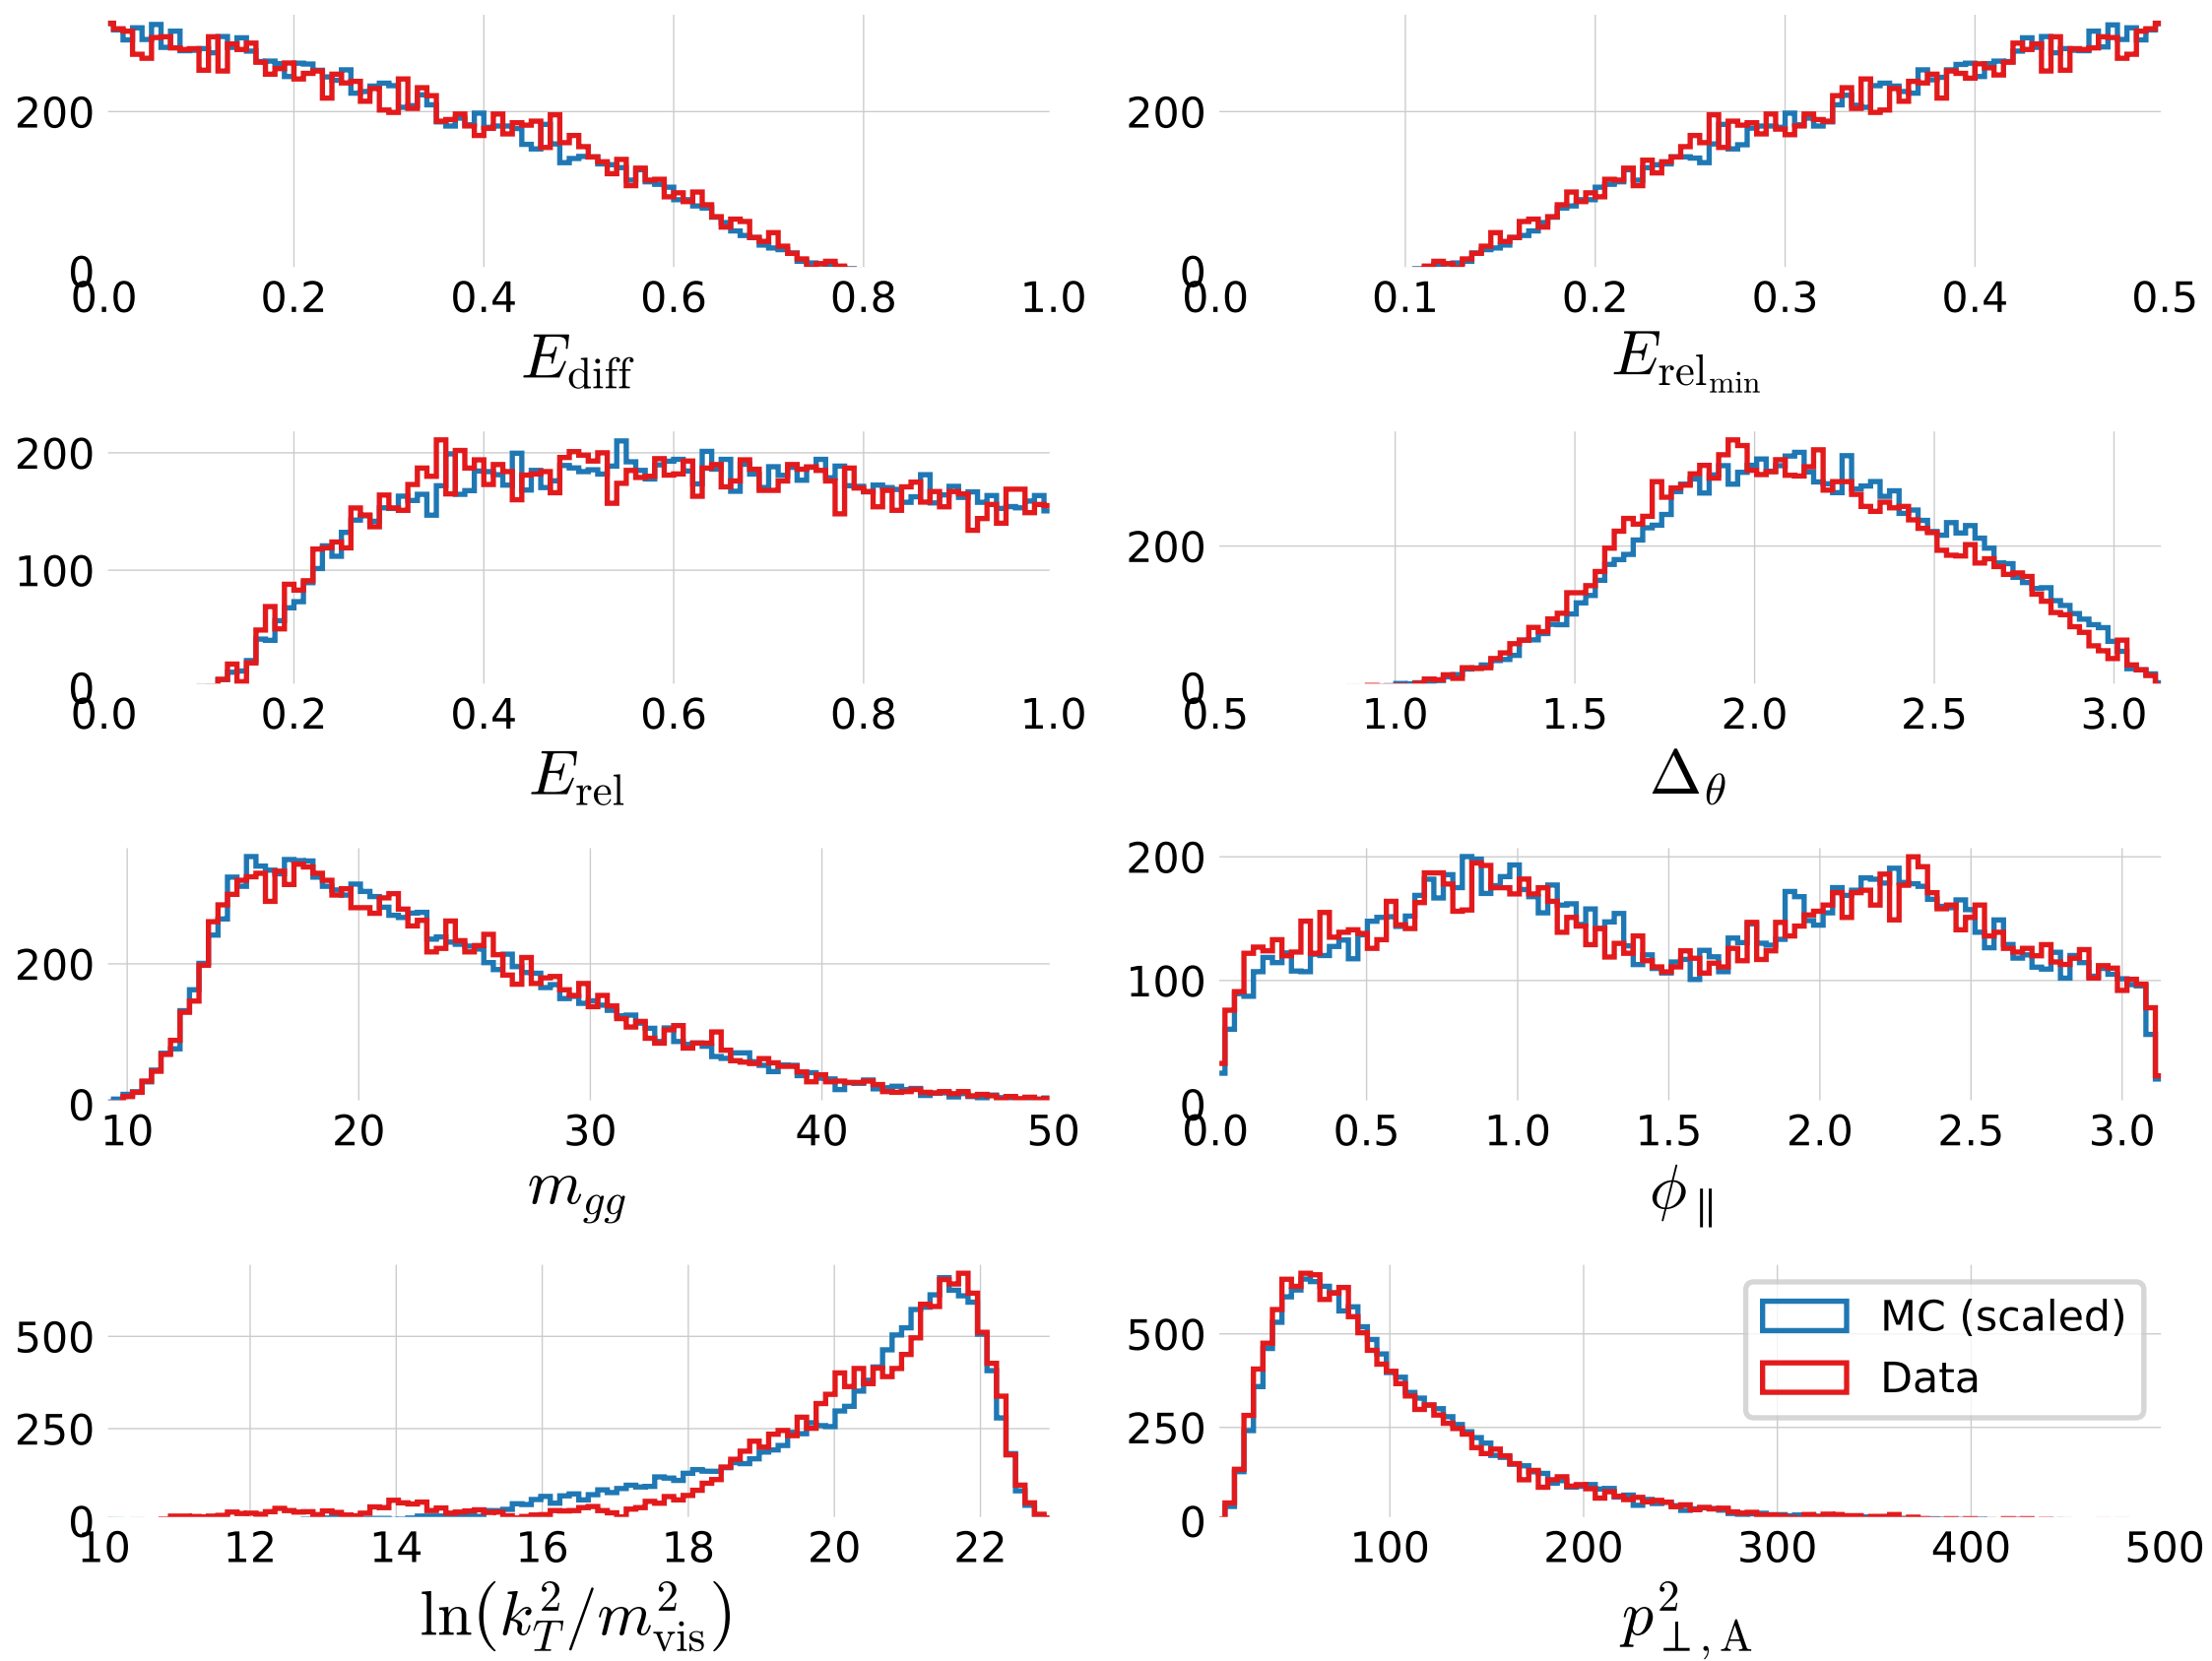 200
0
0.0 0.2 0.4 0.6 0.8 1.0
E_diff
200
0
0.0 0.1 0.2 0.3 0.4 0.5
E_rel_min
200
100
0
0.0 0.2 0.4 0.6 0.8 1.0
E_rel
200
0
0.5 1.0 1.5 2.0 2.5 3.0
Δ_θ
200
0
10 20 30 40 50
m_gg
200
100
0
0.0 0.5 1.0 1.5 2.0 2.5 3.0
ϕ_∥
500
250
0
10 12 14 16 18 20 22
ln(k_T^2/m_vis^2)
500
250
0
100 200 300 400 500
p_⊥,A^2
MC (scaled)
Data